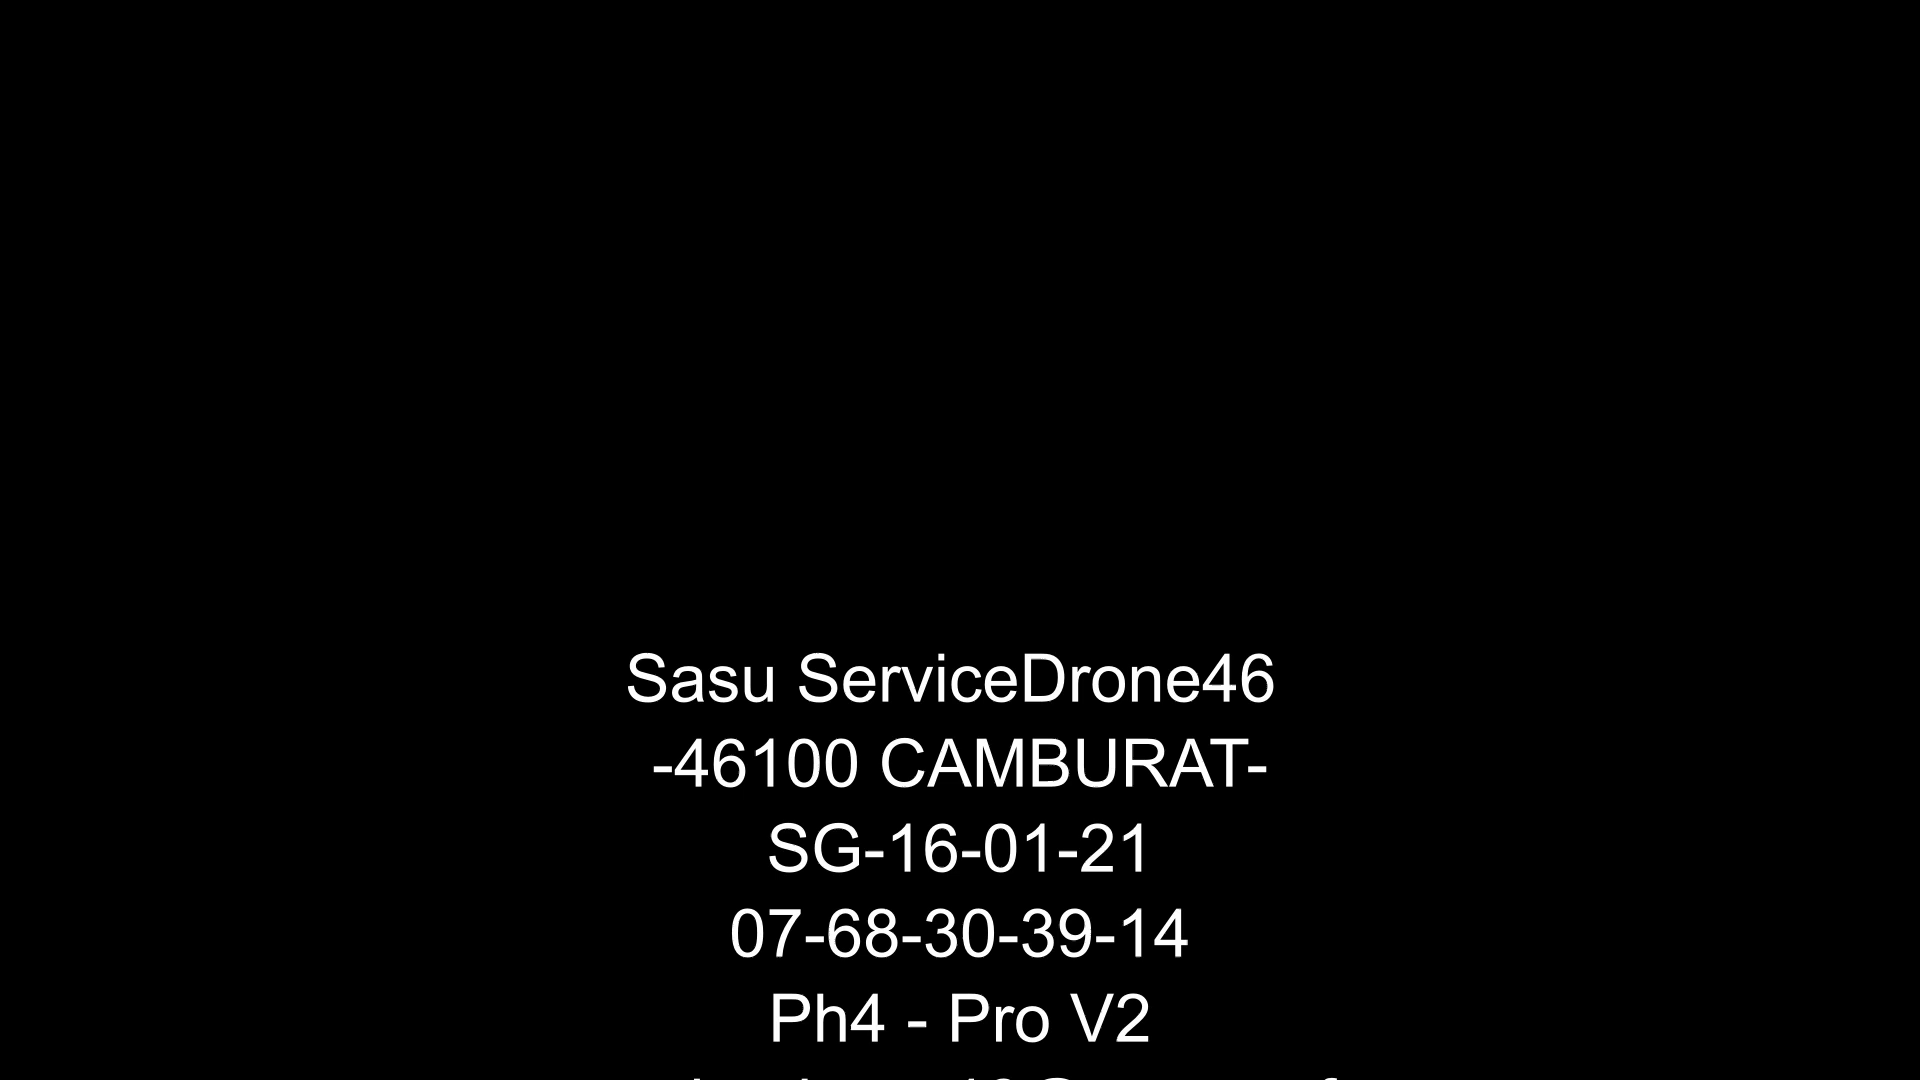 Sasu ServiceDrone46
-46100 CAMBURAT-
SG-16-01-21
07-68-30-39-14
Ph4 - Pro V2